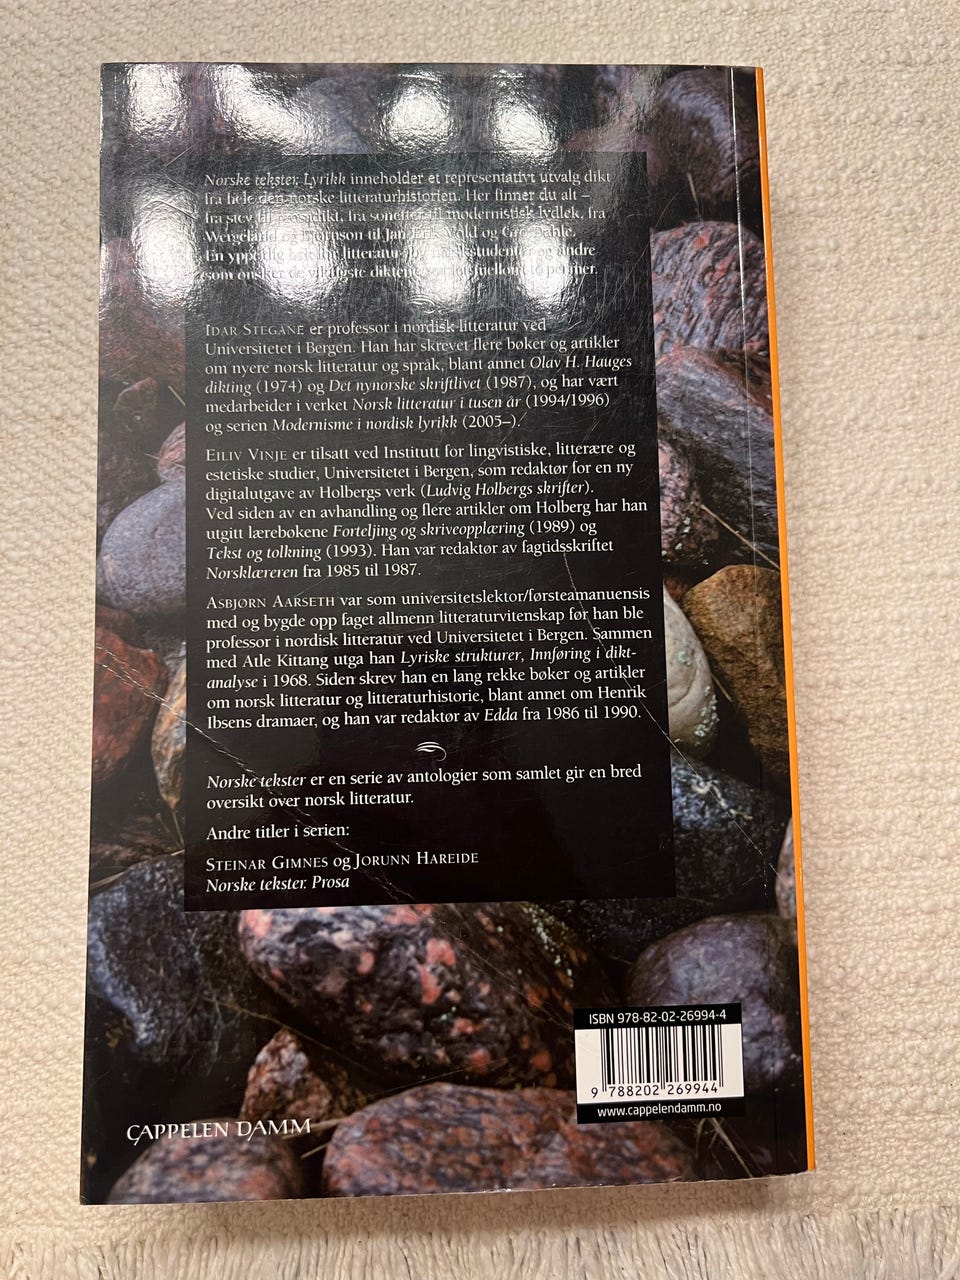 Norske tekster. Lyrikk inneholder et representativt utvalg dikt
fra hele den norske litteraturhistorien. Her finner du alt –
fra stev til prosadikt, fra sonetter til modernistisk lydlek, fra
Wergeland og Bjørnson til Jan Erik Vold og Gro Dahle.
En yppe litteratur- og norskstudenter og andre
som ønsker de viktigste diktene samlet mellom to permer.
IDAR STEGANE er professor i nordisk litteratur ved
Universitetet i Bergen. Han har skrevet flere bøker og artikler
om nyere norsk litteratur og språk, blant annet Olav H. Hauges
dikting (1974) og Det nynorske skriftlivet (1987), og har vært
medarbeider i verket Norsk litteratur i tusen år (1994/1996)
og serien Modernisme i nordisk lyrikk (2005–).
EILIV VINJE er tilsatt ved Institutt for lingvistiske, litterære og
estetiske studier, Universitetet i Bergen, som redaktør for en ny
digitalutgave av Holbergs verk (Ludvig Holbergs skrifter).
Ved siden av en avhandling og flere artikler om Holberg har han
utgitt lærebøkene Forteljing og skriveopplæring (1989) og
Tekst og tolkning (1993). Han var redaktør av fagtidsskriftet
Norsklæreren fra 1985 til 1987.
ASBJØRN AARSETH var som universitetslektor/førsteamanuensis
med og bygde opp faget allmenn litteraturvitenskap før han ble
professor i nordisk litteratur ved Universitetet i Bergen. Sammen
med Atle Kittang utga han Lyriske strukturer, Innføring i dikt-
analyse i 1968. Siden skrev han en lang rekke bøker og artikler
om norsk litteratur og litteraturhistorie, blant annet om Henrik
Ibsens dramaer, og han var redaktør av Edda fra 1986 til 1990.
Norske tekster er en serie av antologier som samlet gir en bred
oversikt over norsk litteratur.
Andre titler i serien:
STEINAR GIMNES og JORUNN HAREIDE
Norske tekster. Prosa
ISBN 978-82-02-26994-4
9 788202 269944
www.cappelendamm.no
CAPPELEN DAMM